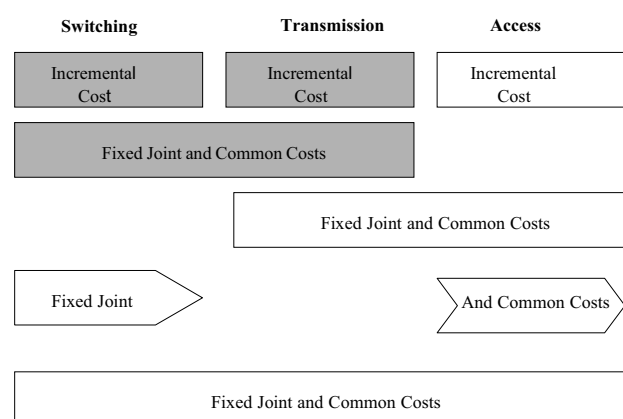 Switching Transmission Access
Incremental Cost Incremental Cost Incremental Cost
Fixed Joint and Common Costs
Fixed Joint and Common Costs
Fixed Joint And Common Costs
Fixed Joint and Common Costs